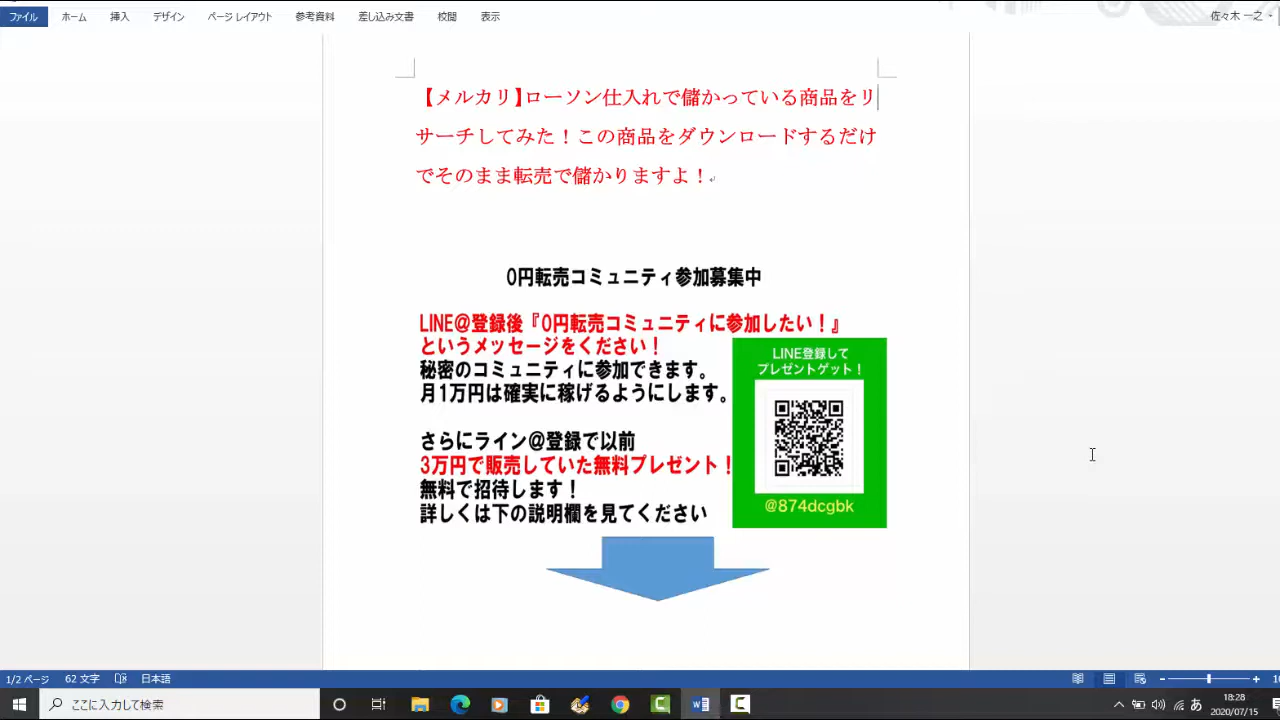 ファイル ホーム 挿入 デザイン ページ レイアウト 参考資料 差し込み文書 校閲 表示 佐々木 一之
【メルカリ】ローソン仕入れで儲かっている商品をリ
サーチしてみた！この商品をダウンロードするだけ
でそのまま転売で儲かりますよ！
0円転売コミュニティ参加募集中
LINE@登録後『0円転売コミュニティに参加したい！』
というメッセージをください！
秘密のコミュニティに参加できます。
月1万円は確実に稼げるようにします。
さらにライン@登録で以前
3万円で販売していた無料プレゼント！
無料で招待します！
詳しくは下の説明欄を見てください
LINE登録して
プレゼントゲット！
@874dcgbk
1/2 ページ 62 文字 日本語
ここに入力して検索
あ
18:28
2020/07/15